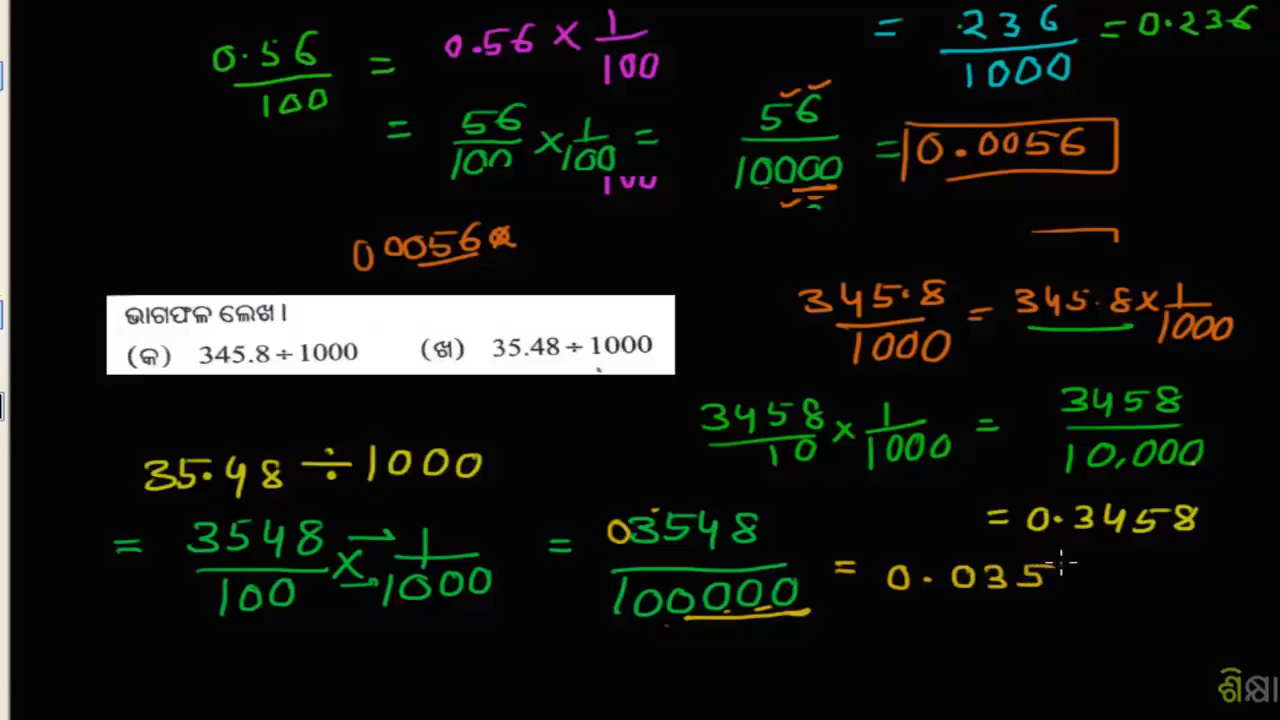 0.56/100 = 0.56 × 1/100
= .236/1000 = 0.236
= 56/100 × 1/100 = 56/10000 = 0.0056
00056
ଭାଗଫଳ ଲେଖ।
(କ) 345.8 ÷ 1000 (ଖ) 35.48 ÷ 1000
345.8/1000 = 345.8 × 1/1000
3458/10 × 1/1000 = 3458/10,000
= 0.3458
35.48 ÷ 1000
= 3548/100 × 1/1000 = 03548/100000 = 0.035
ଶିକ୍ଷା